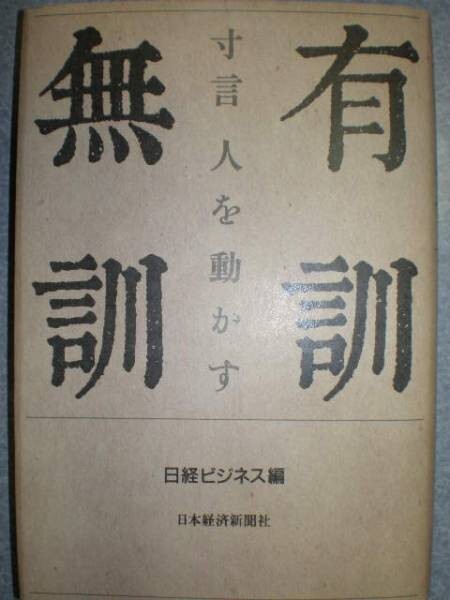 有訓
無訓
寸言人を動かす
日経ビジネス編
日本経済新聞社